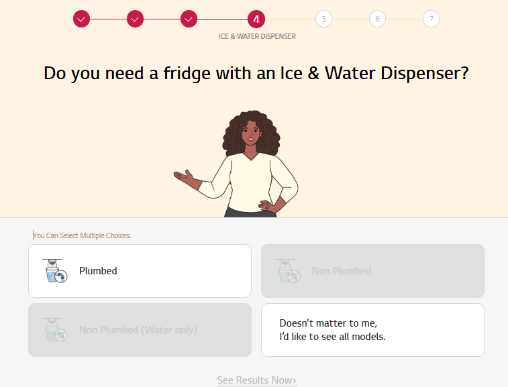 4
5
6
7
ICE & WATER DISPENSER
Do you need a fridge with an Ice & Water Dispenser?
You Can Select Multiple Choices.
Plumbed
Non Plumbed
Non Plumbed (Water only)
Doesn't matter to me,
I'd like to see all models.
See Results Now>